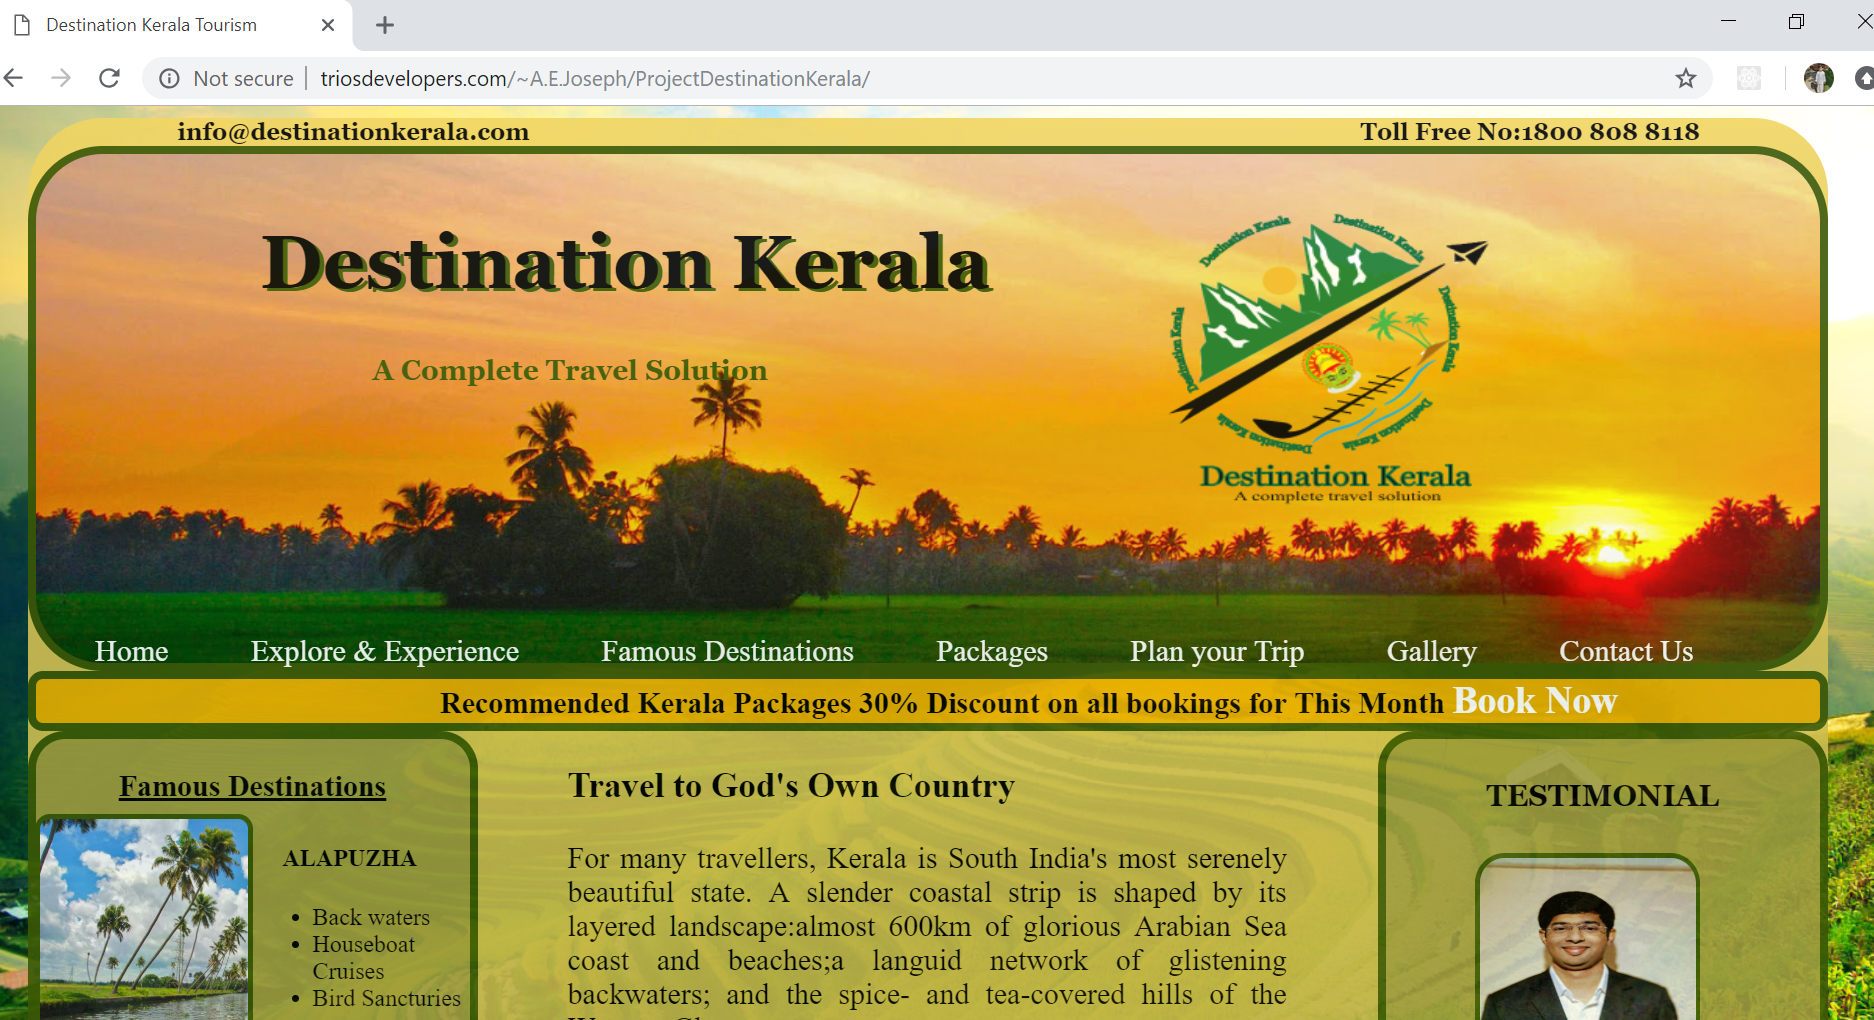 Destination Kerala Tourism
Not secure
triosdevelopers.com/~A.E.Joseph/ProjectDestinationKerala/
info@destinationkerala.com
Toll Free No:1800 808 8118
Destination Kerala
A Complete Travel Solution
Destination Kerala
Destination Kerala
Destination Kerala
Destination Kerala
Destination Kerala
Destination Kerala
Destination Kerala
A complete travel solution
Home
Explore & Experience
Famous Destinations
Packages
Plan your Trip
Gallery
Contact Us
Recommended Kerala Packages 30% Discount on all bookings for This Month Book Now
Famous Destinations
ALAPUZHA
Back waters
Houseboat
Cruises
Bird Sancturies
Travel to God's Own Country
For many travellers, Kerala is South India's most serenely
beautiful state. A slender coastal strip is shaped by its
layered landscape:almost 600km of glorious Arabian Sea
coast and beaches;a languid network of glistening
backwaters; and the spice- and tea-covered hills of the
TESTIMONIAL